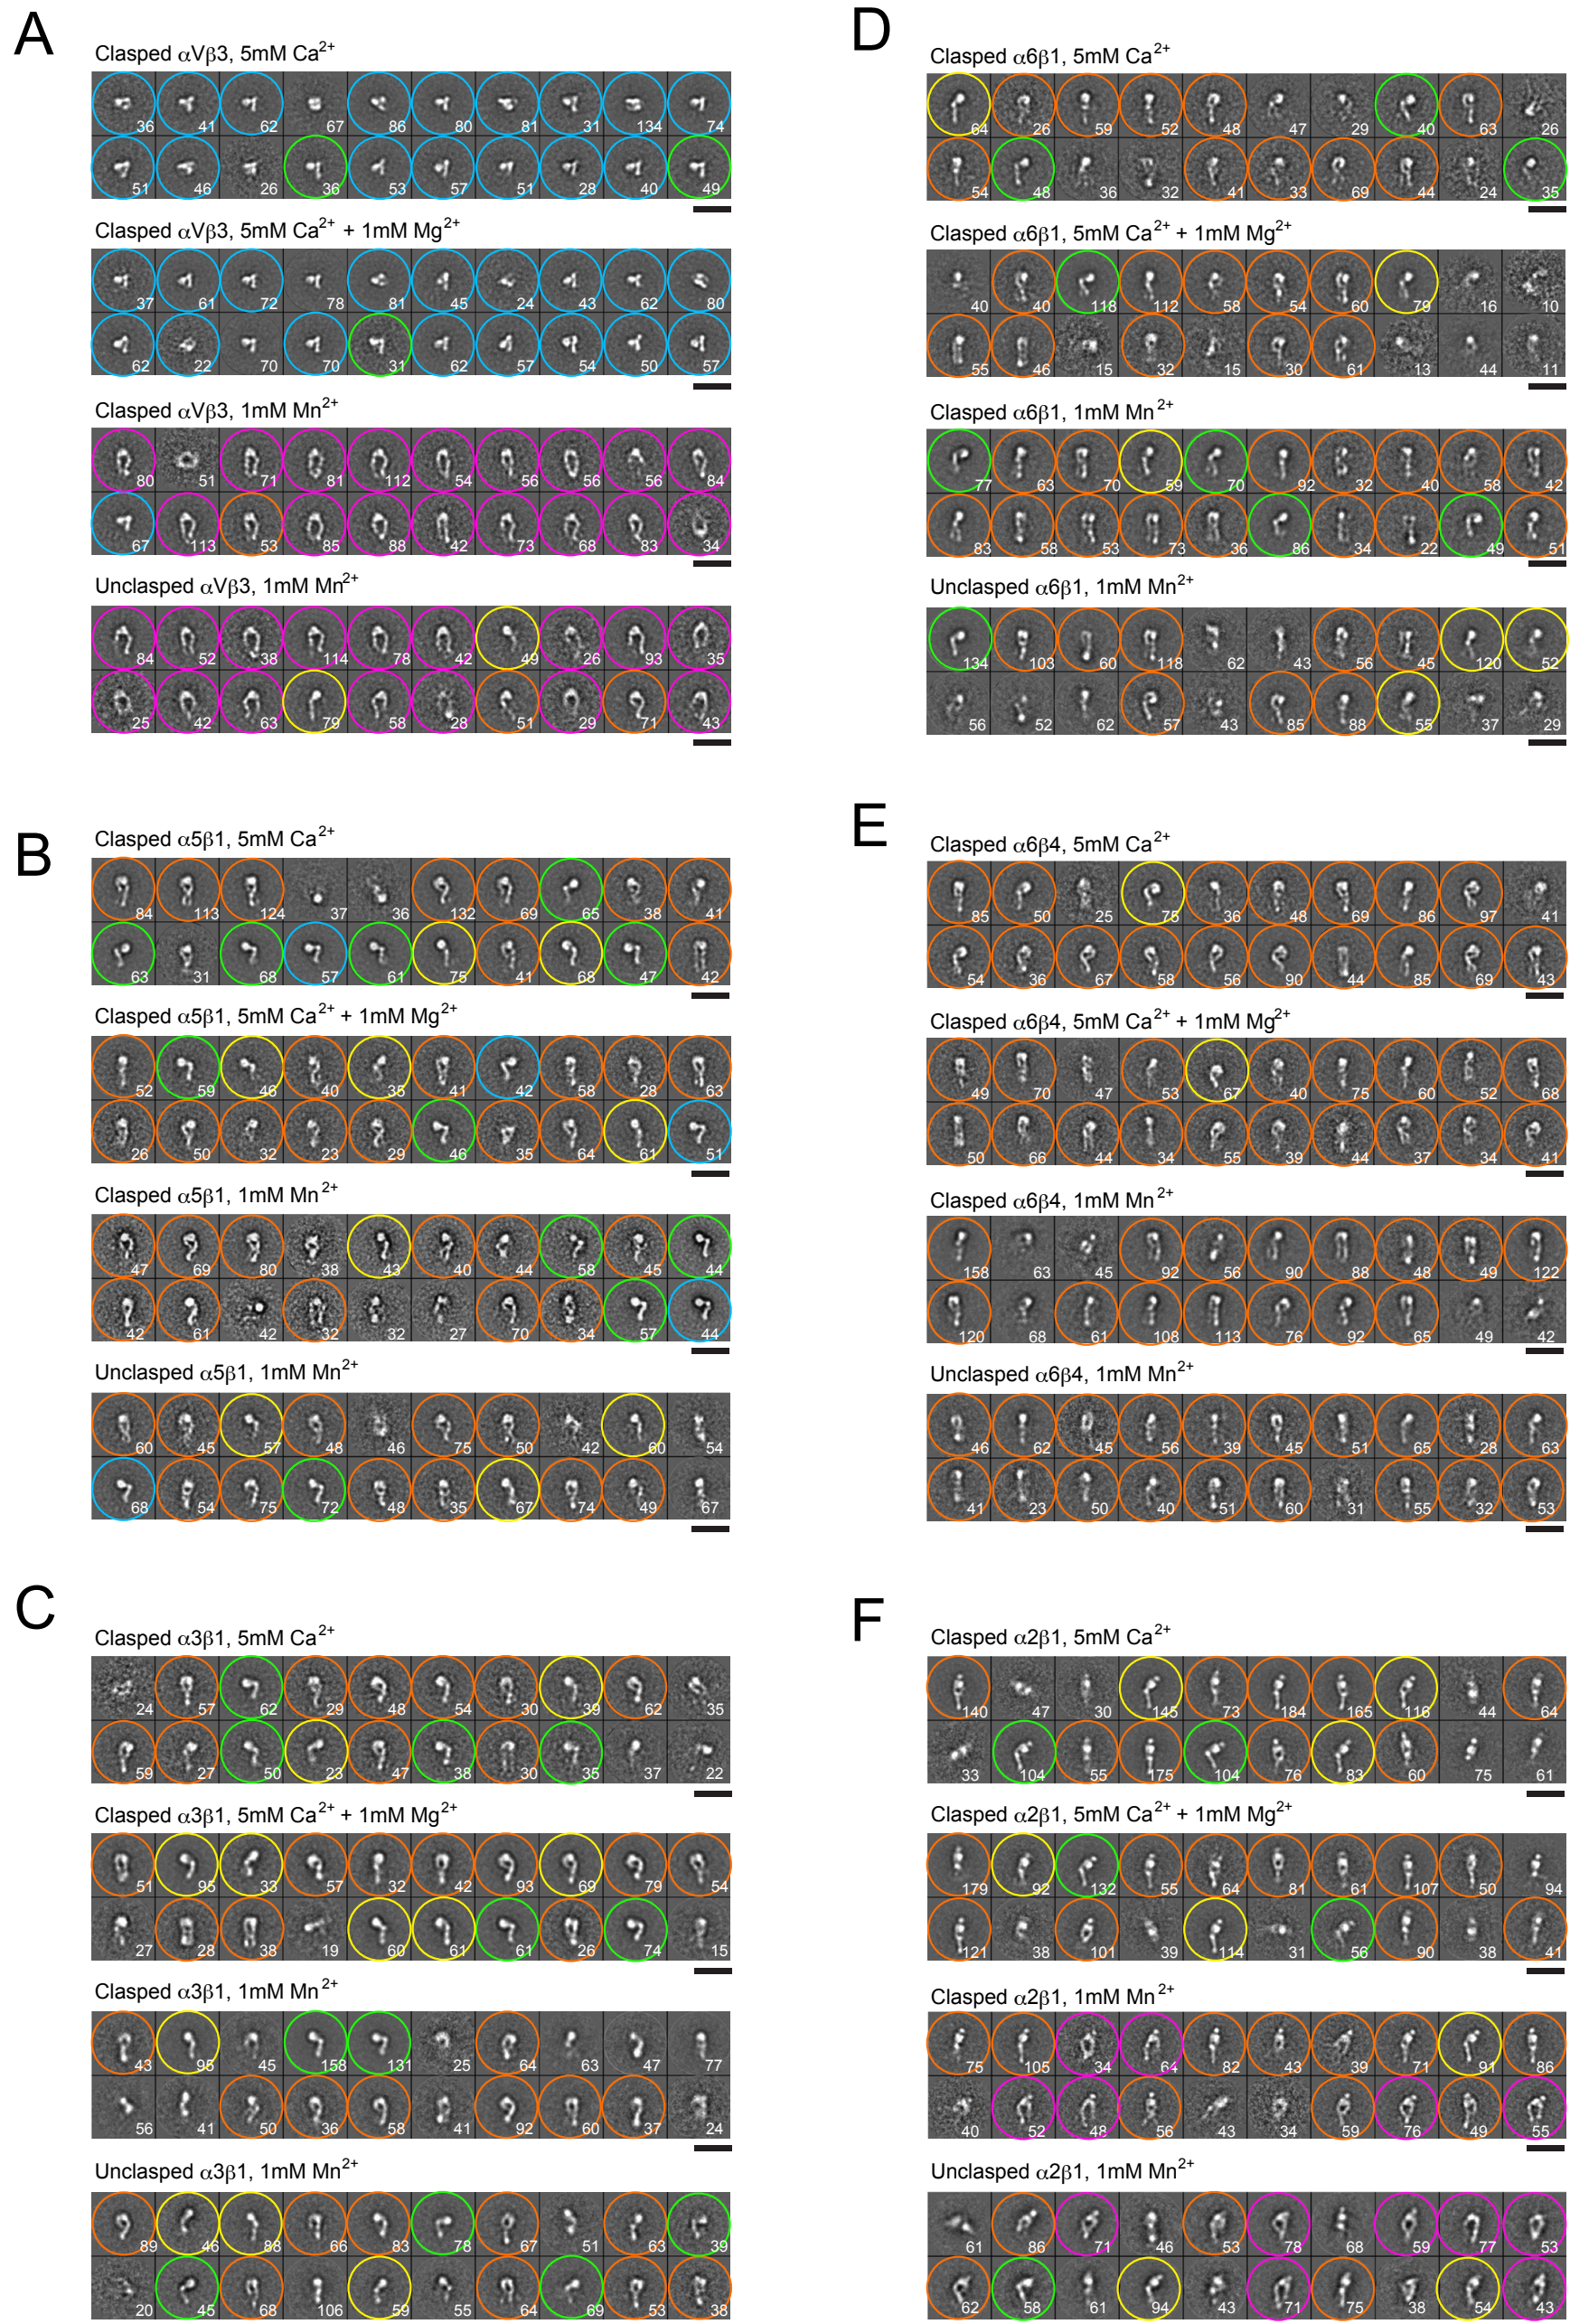 A
Clasped αVβ3, 5mM Ca2+
36 41 62 67 86 80 81 31 134 74
51 46 26 36 53 57 51 28 40 49
Clasped αVβ3, 5mM Ca2+ + 1mM Mg2+
37 61 72 78 81 45 24 43 62 80
62 22 70 70 31 62 57 54 50 57
Clasped αVβ3, 1mM Mn2+
80 51 71 81 112 54 56 56 56 84
67 113 53 85 88 42 73 68 83 34
Unclasped αVβ3, 1mM Mn2+
84 52 38 114 78 42 49 26 93 35
25 42 63 79 58 28 51 29 71 43
B
Clasped α5β1, 5mM Ca2+
84 113 124 37 36 132 69 65 38 41
63 31 68 57 61 75 41 68 47 42
Clasped α5β1, 5mM Ca2+ + 1mM Mg2+
52 59 46 40 35 41 42 58 28 63
26 50 32 23 29 46 35 64 61 51
Clasped α5β1, 1mM Mn2+
47 69 80 38 43 40 44 58 45 44
42 61 42 32 32 27 70 34 57 44
Unclasped α5β1, 1mM Mn2+
60 45 57 48 46 75 50 42 60 54
68 54 75 72 48 35 67 74 49 67
C
Clasped α3β1, 5mM Ca2+
24 57 62 29 48 54 30 39 62 35
59 27 50 23 47 38 30 35 37 22
Clasped α3β1, 5mM Ca2+ + 1mM Mg2+
51 95 33 57 32 42 93 69 79 54
27 28 38 19 60 61 61 26 74 15
Clasped α3β1, 1mM Mn2+
43 95 45 158 131 25 64 63 47 77
56 41 50 36 58 41 92 60 37 24
Unclasped α3β1, 1mM Mn2+
89 46 88 66 83 78 67 51 63 39
20 45 68 106 59 55 64 69 53 38
D
Clasped α6β1, 5mM Ca2+
64 26 59 52 48 47 29 40 63 26
54 48 36 32 41 33 69 44 24 35
Clasped α6β1, 5mM Ca2+ + 1mM Mg2+
40 40 118 112 58 54 60 79 16 10
55 46 15 32 15 30 61 13 44 11
Clasped α6β1, 1mM Mn2+
77 63 70 59 70 92 32 40 58 42
83 58 53 73 36 86 34 22 49 51
Unclasped α6β1, 1mM Mn2+
134 103 60 118 62 43 56 45 120 52
56 52 62 57 43 85 88 55 37 29
E
Clasped α6β4, 5mM Ca2+
85 50 25 75 36 48 69 86 97 41
54 36 67 58 56 90 44 85 69 43
Clasped α6β4, 5mM Ca2+ + 1mM Mg2+
49 70 47 53 67 40 75 60 52 68
50 66 44 34 55 39 44 37 34 41
Clasped α6β4, 1mM Mn2+
158 63 45 92 56 90 88 48 49 122
120 68 61 108 113 76 92 65 49 42
Unclasped α6β4, 1mM Mn2+
46 62 45 56 39 45 51 65 28 63
41 23 50 40 51 60 31 55 32 53
F
Clasped α2β1, 5mM Ca2+
140 47 30 145 73 184 165 116 44 64
33 104 55 175 104 76 83 60 75 61
Clasped α2β1, 5mM Ca2+ + 1mM Mg2+
179 92 132 55 64 81 61 107 50 94
121 38 101 39 114 31 56 90 38 41
Clasped α2β1, 1mM Mn2+
75 105 34 64 82 43 39 71 91 86
40 52 48 56 43 34 59 76 49 55
Unclasped α2β1, 1mM Mn2+
61 86 71 46 53 78 68 59 77 53
62 58 61 94 43 71 75 38 54 43